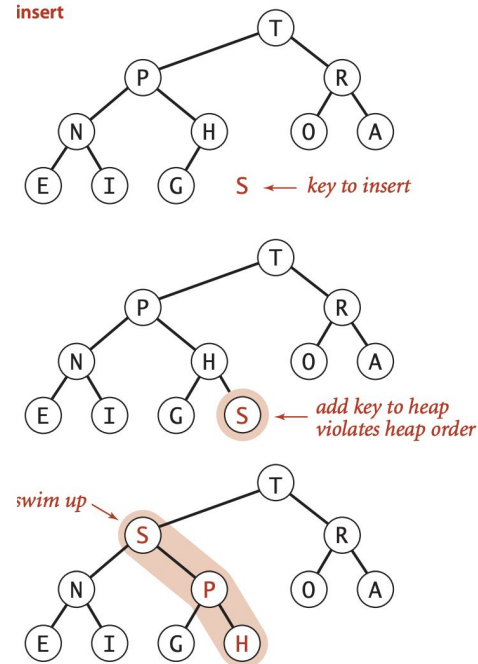 insert
T
P R
N H O A
E I G S key to insert
T
P R
N H O A
E I G S add key to heap
violates heap order
T
swim up
S R
N P O A
E I G H